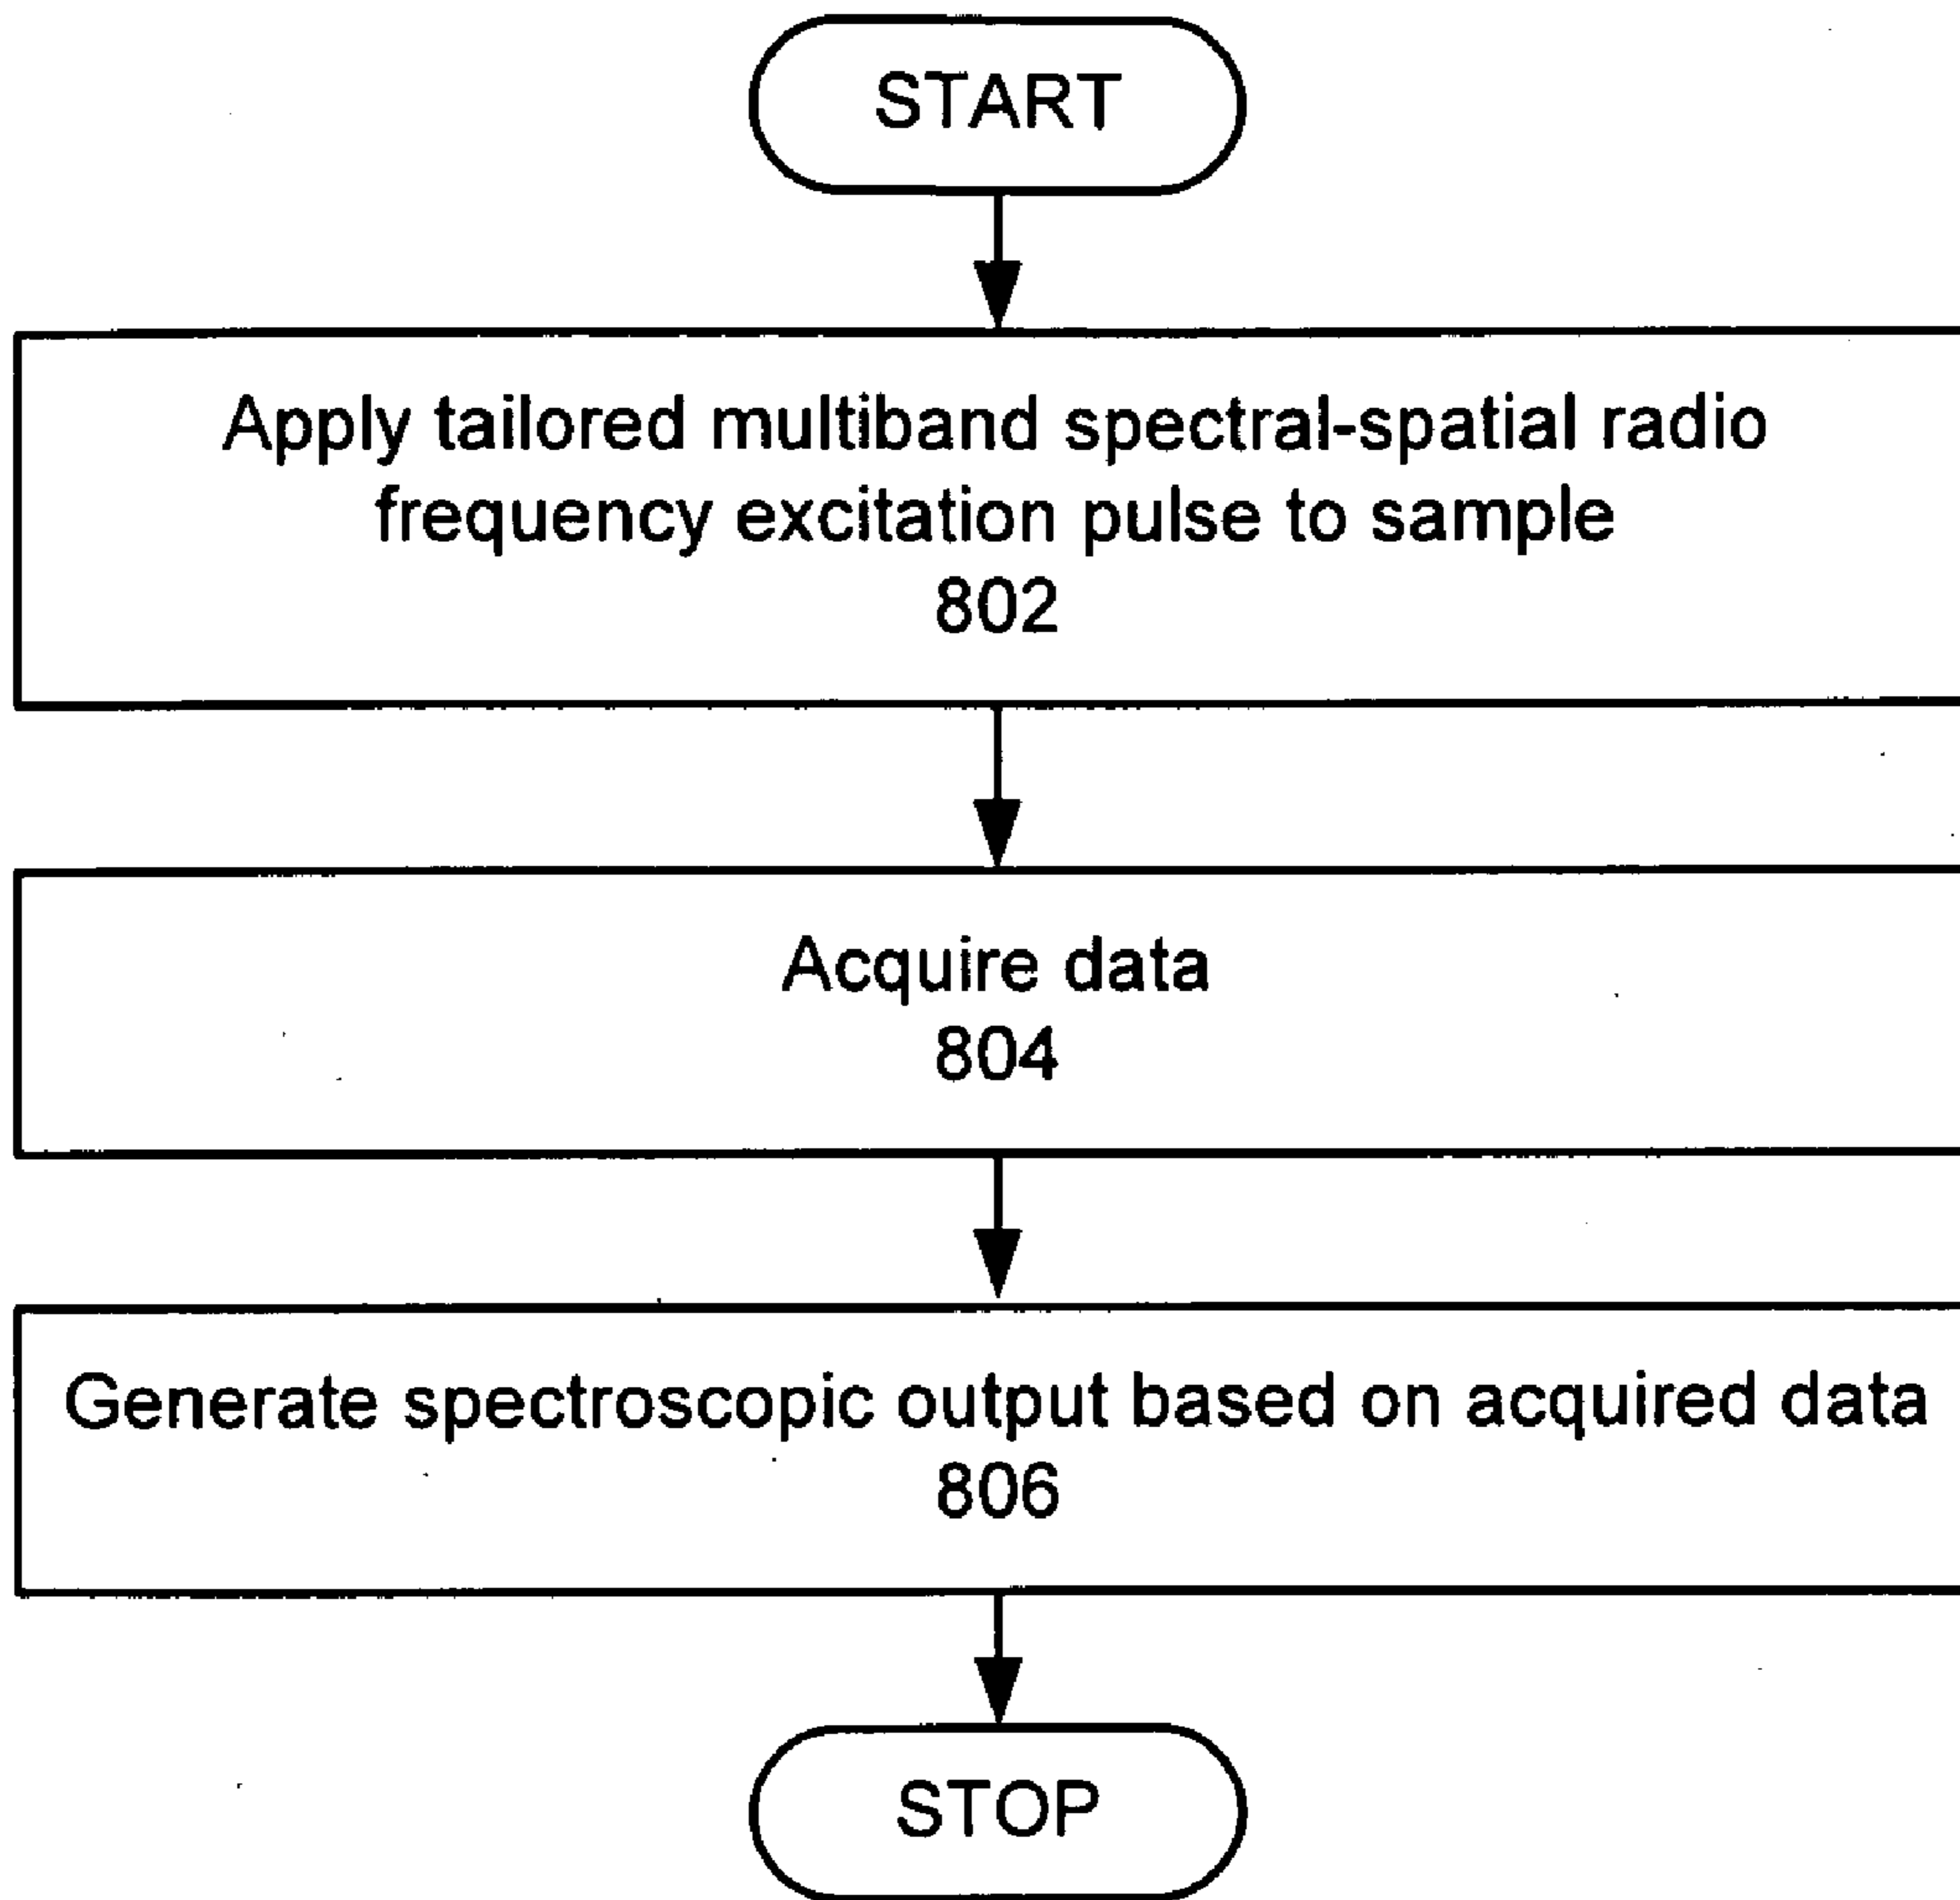 START
Apply tailored multiband spectral-spatial radio
frequency excitation pulse to sample
802
Acquire data
804
Generate spectroscopic output based on acquired data
806
STOP